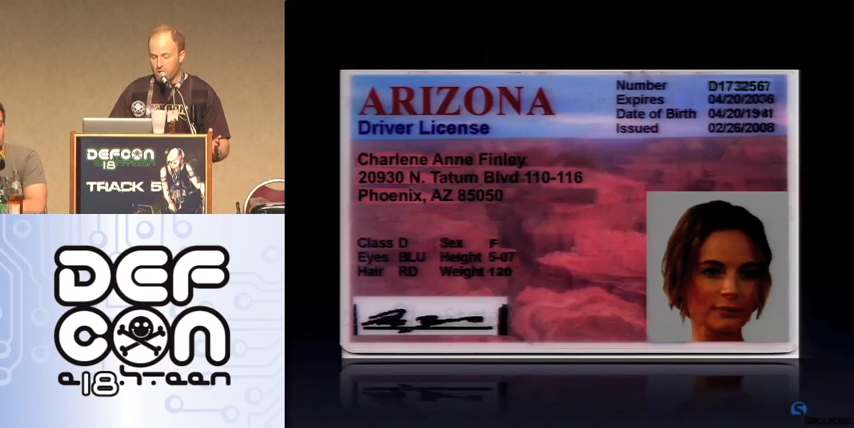 DEFCON
18
TRACK 5
DEF
CON
e18hteen
ARIZONA
Driver License
Number D1732567
Expires 04/20/2036
Date of Birth 04/20/1981
Issued 02/26/2008
Charlene Anne Finley
20930 N. Tatum Blvd 110-116
Phoenix, AZ 85050
Class D Sex F
Eyes BLU Height 5-07
Hair RD Weight 120